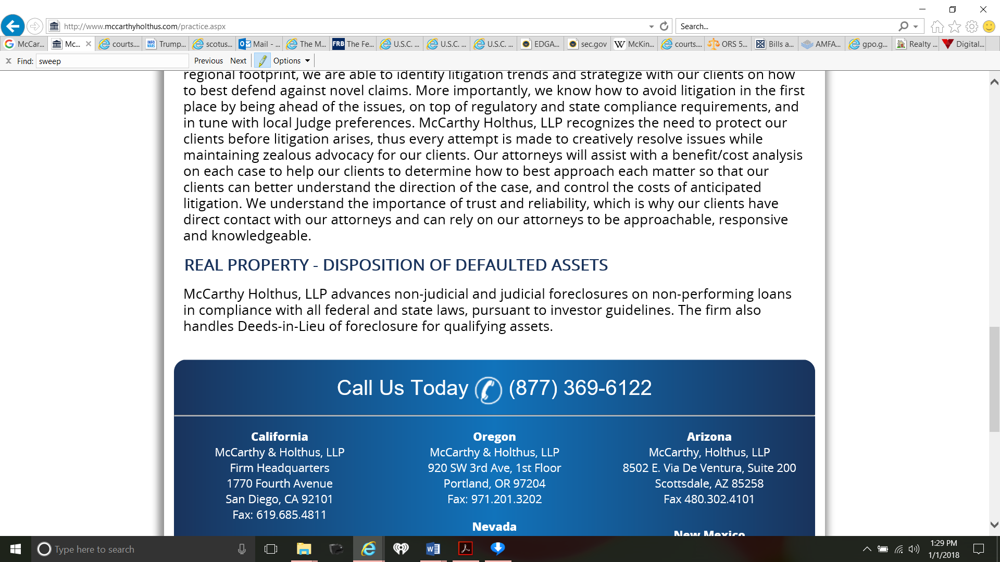 http://www.mccarthyholthus.com/practice.aspx
Search...
McCar...
Mc...
courts....
Trump...
scotus...
Mail - ...
The M...
FRB The Fe...
U.S.C. ...
U.S.C. ...
U.S.C. ...
EDGA...
sec.gov
W McKin...
courts....
ORS 5...
Bills a...
AMFA...
gpo.g...
Realty ...
Digital...
Find: sweep
Previous
Next
Options
regional footprint, we are able to identify litigation trends and strategize with our clients on how
to best defend against novel claims. More importantly, we know how to avoid litigation in the first
place by being ahead of the issues, on top of regulatory and state compliance requirements, and
in tune with local Judge preferences. McCarthy Holthus, LLP recognizes the need to protect our
clients before litigation arises, thus every attempt is made to creatively resolve issues while
maintaining zealous advocacy for our clients. Our attorneys will assist with a benefit/cost analysis
on each case to help our clients to determine how to best approach each matter so that our
clients can better understand the direction of the case, and control the costs of anticipated
litigation. We understand the importance of trust and reliability, which is why our clients have
direct contact with our attorneys and can rely on our attorneys to be approachable, responsive
and knowledgeable.
REAL PROPERTY - DISPOSITION OF DEFAULTED ASSETS
McCarthy Holthus, LLP advances non-judicial and judicial foreclosures on non-performing loans
in compliance with all federal and state laws, pursuant to investor guidelines. The firm also
handles Deeds-in-Lieu of foreclosure for qualifying assets.
Call Us Today (877) 369-6122
California
McCarthy & Holthus, LLP
Firm Headquarters
1770 Fourth Avenue
San Diego, CA 92101
Fax: 619.685.4811
Oregon
McCarthy & Holthus, LLP
920 SW 3rd Ave, 1st Floor
Portland, OR 97204
Fax: 971.201.3202
Nevada
Arizona
McCarthy, Holthus, LLP
8502 E. Via De Ventura, Suite 200
Scottsdale, AZ 85258
Fax 480.302.4101
New Mexico
Type here to search
1:29 PM
1/1/2018